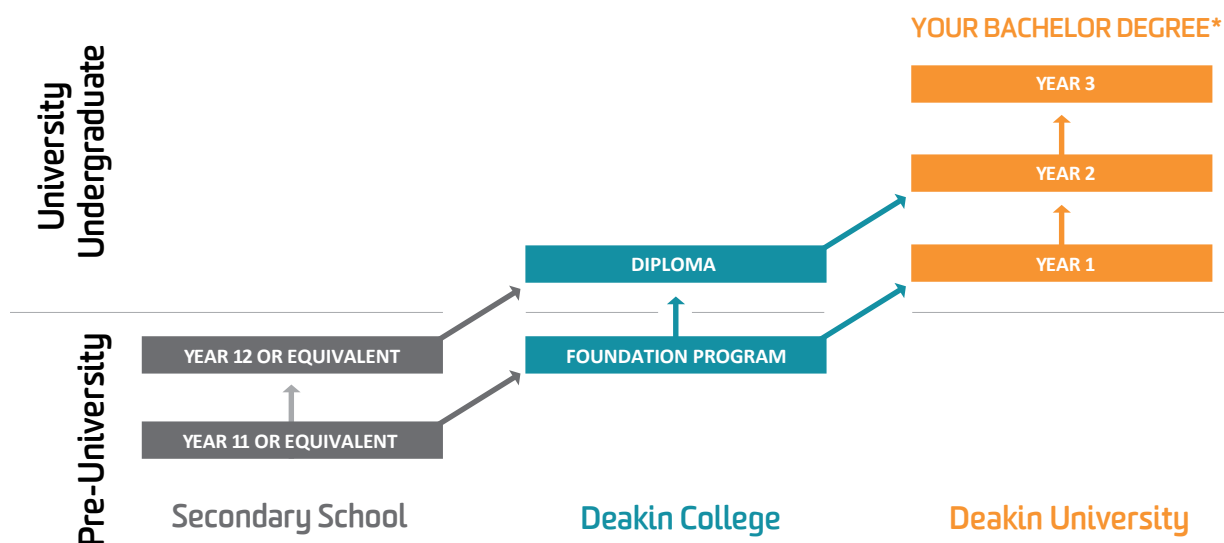 YOUR BACHELOR DEGREE*
YEAR 3
YEAR 2
YEAR 1
University
Undergraduate
DIPLOMA
Pre-University
YEAR 12 OR EQUIVALENT
FOUNDATION PROGRAM
YEAR 11 OR EQUIVALENT
Secondary School
Deakin College
Deakin University